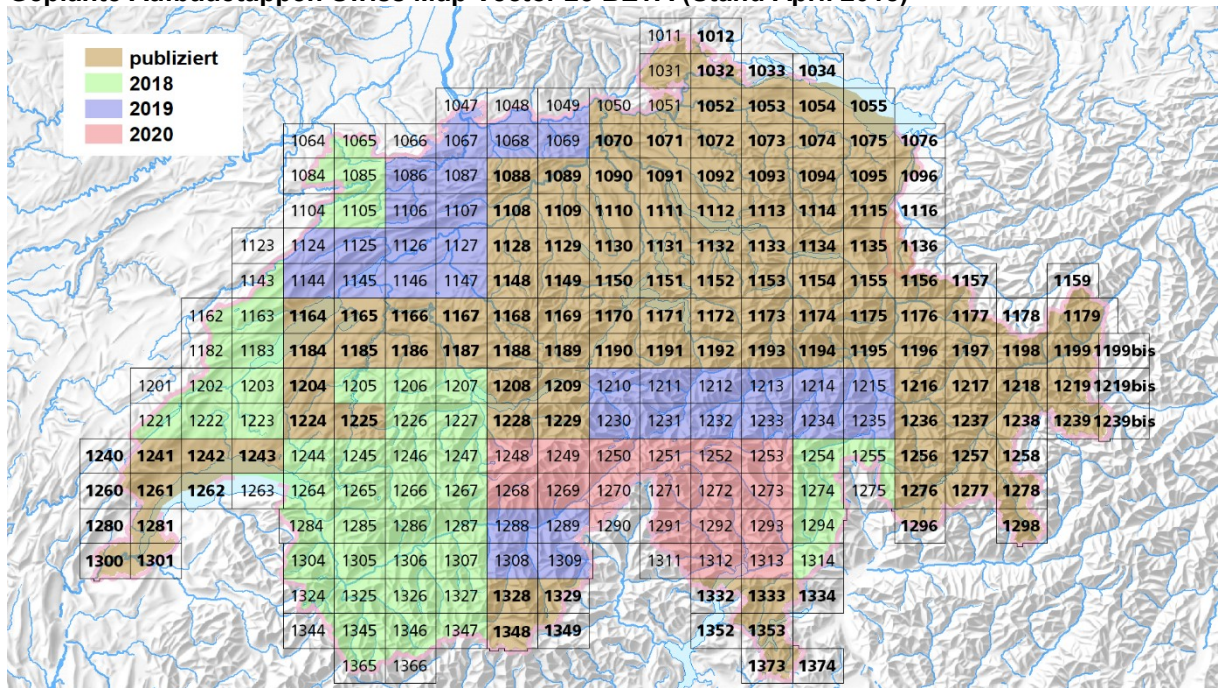 Geplante Aufbauetappen Swiss Map Vector 25 BETA (Stand April 2018)
publiziert
2018
2019
2020
1011 1012
1031 1032 1033 1034
1047 1048 1049 1050 1051 1052 1053 1054 1055
1064 1065 1066 1067 1068 1069 1070 1071 1072 1073 1074 1075 1076
1084 1085 1086 1087 1088 1089 1090 1091 1092 1093 1094 1095 1096
1104 1105 1106 1107 1108 1109 1110 1111 1112 1113 1114 1115 1116
1123 1124 1125 1126 1127 1128 1129 1130 1131 1132 1133 1134 1135 1136
1143 1144 1145 1146 1147 1148 1149 1150 1151 1152 1153 1154 1155 1156 1157 1159
1162 1163 1164 1165 1166 1167 1168 1169 1170 1171 1172 1173 1174 1175 1176 1177 1178 1179
1182 1183 1184 1185 1186 1187 1188 1189 1190 1191 1192 1193 1194 1195 1196 1197 1198 1199 1199bis
1201 1202 1203 1204 1205 1206 1207 1208 1209 1210 1211 1212 1213 1214 1215 1216 1217 1218 1219 1219bis
1221 1222 1223 1224 1225 1226 1227 1228 1229 1230 1231 1232 1233 1234 1235 1236 1237 1238 1239 1239bis
1240 1241 1242 1243 1244 1245 1246 1247 1248 1249 1250 1251 1252 1253 1254 1255 1256 1257 1258
1260 1261 1262 1263 1264 1265 1266 1267 1268 1269 1270 1271 1272 1273 1274 1275 1276 1277 1278
1280 1281 1284 1285 1286 1287 1288 1289 1290 1291 1292 1293 1294 1296 1298
1300 1301 1304 1305 1306 1307 1308 1309 1311 1312 1313 1314
1324 1325 1326 1327 1328 1329 1332 1333 1334
1344 1345 1346 1347 1348 1349 1352 1353
1365 1366 1373 1374